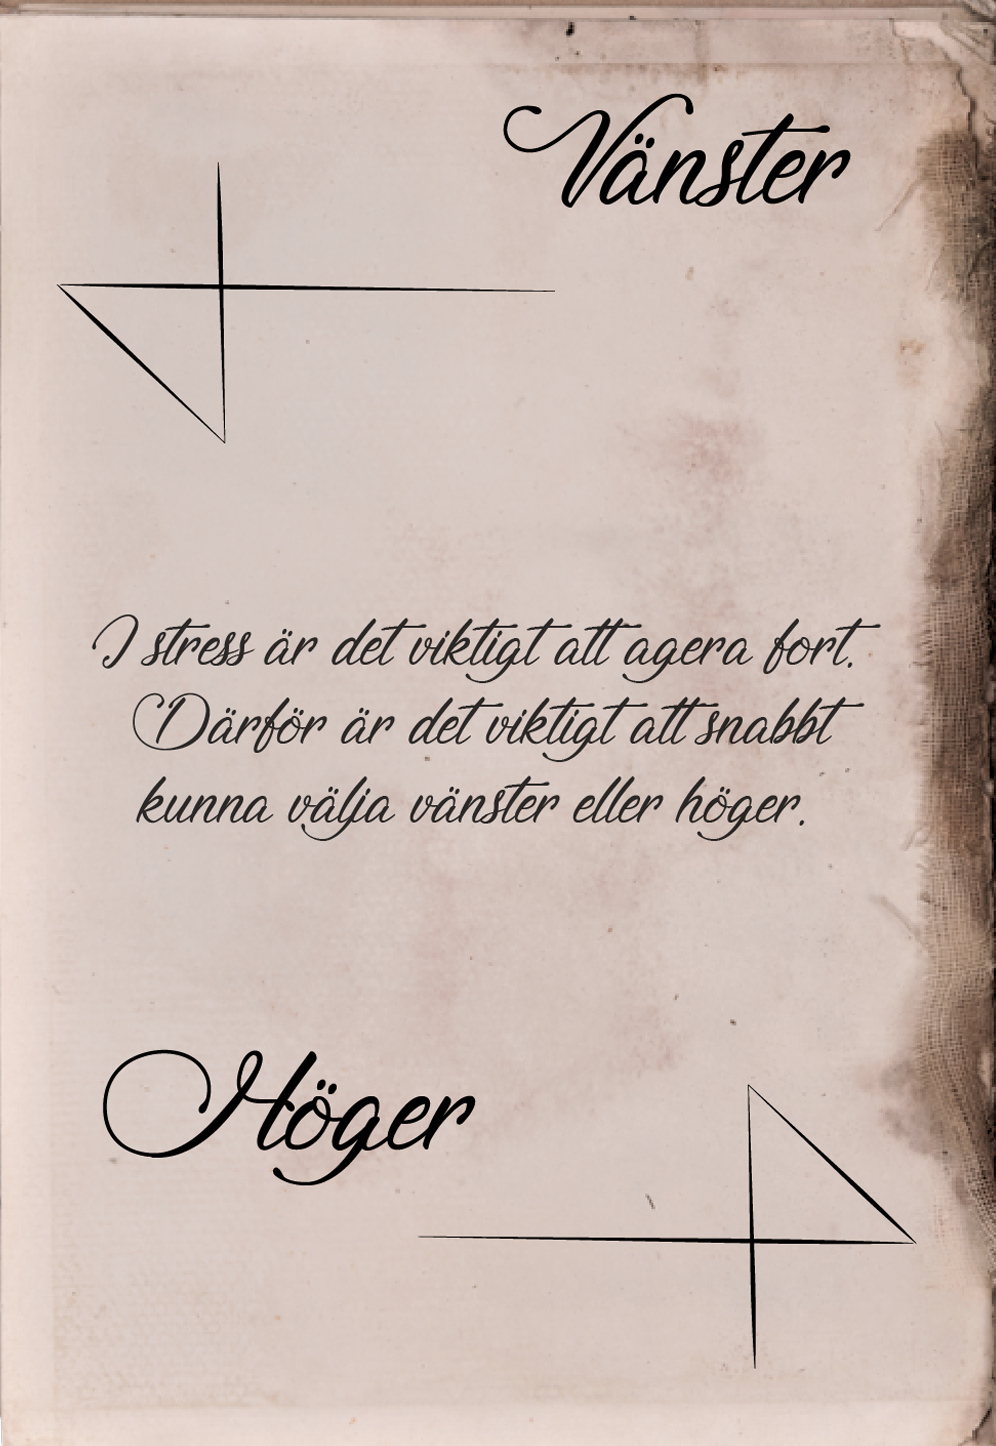 Vänster
I stress är det viktigt att agera fort.
Därför är det viktigt att snabbt
kunna välja vänster eller höger.
Höger